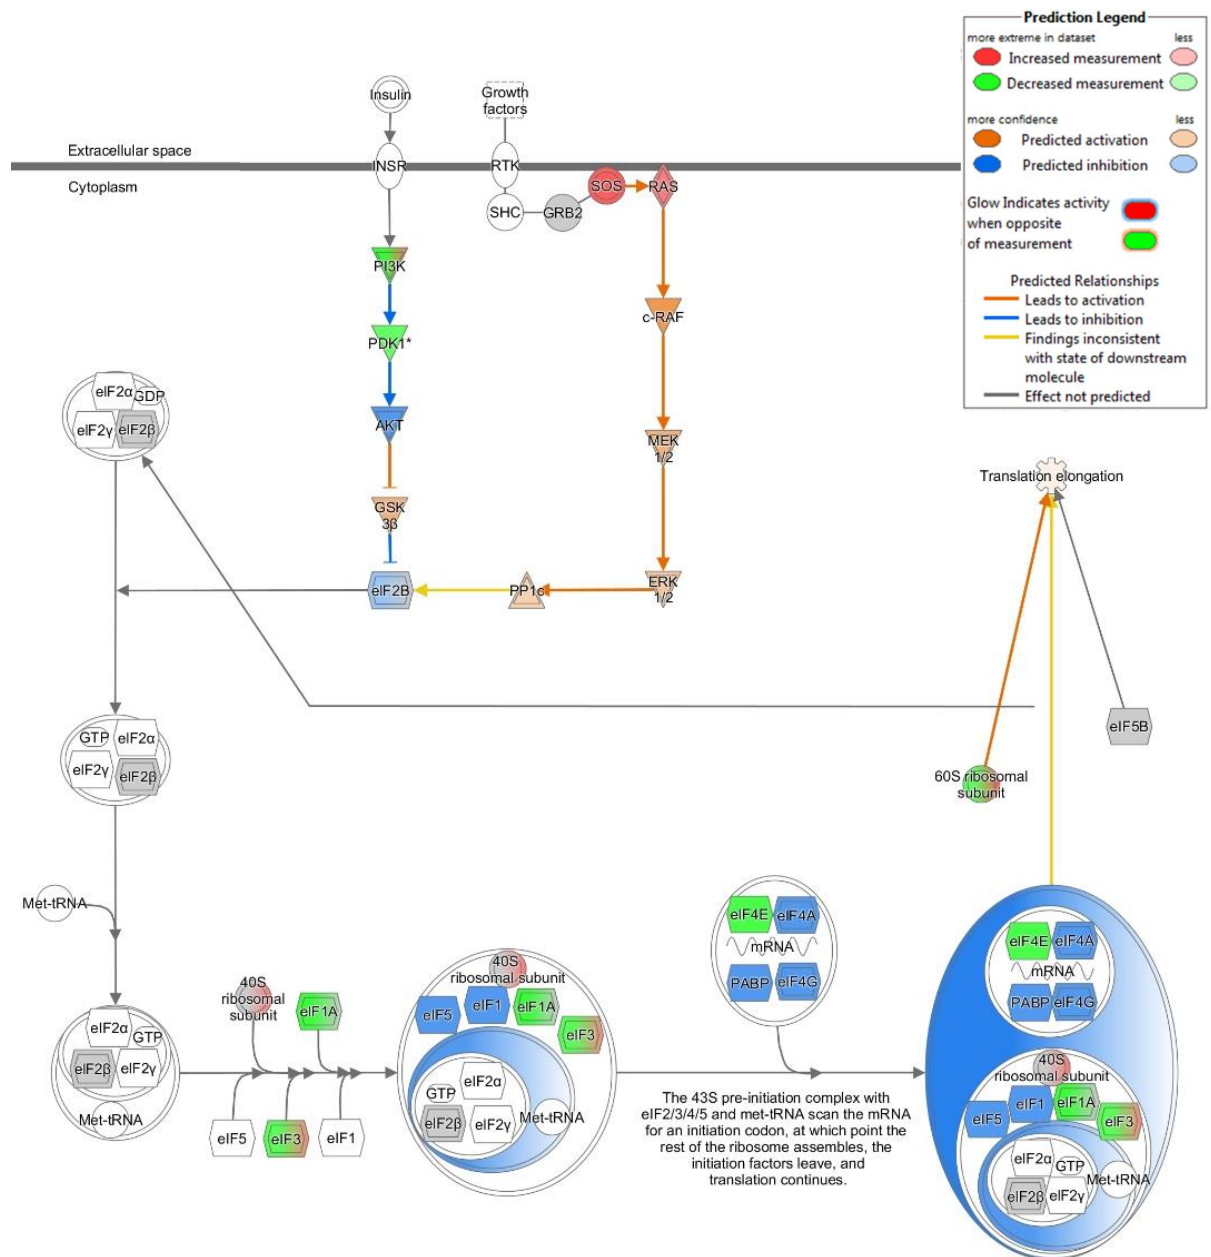 Prediction Legend
more extreme in dataset
less
Increased measurement
Decreased measurement
more confidence
less
Predicted activation
Predicted inhibition
Glow Indicates activity
when opposite
of measurement
Predicted Relationships
Leads to activation
Leads to inhibition
Findings inconsistent
with state of downstream
molecule
Effect not predicted
Insulin
Growth
factors
Extracellular space
INSR
RTK
Cytoplasm
SOS
RAS
SHC
GRB2
PI3K
c-RAF
PDK1*
eIF2α
GDP
eIF2γ
eIF2β
AKT
MEK
1/2
Translation elongation
GSK
3β
eIF2B
PP1c
ERK
1/2
GTP
eIF2α
eIF2γ
eIF2β
eIF5B
60S ribosomal
subunit
Met-tRNA
eIF4E
eIF4A
mRNA
PABP
eIF4G
eIF4E
eIF4A
mRNA
PABP
eIF4G
40S
ribosomal
subunit
eIF1A
40S
ribosomal subunit
eIF5
eIF1
eIF1A
eIF3
eIF2α
GTP
eIF2β
eIF2γ
Met-tRNA
eIF5
eIF3
eIF1
eIF2α
GTP
eIF2β
eIF2γ
Met-tRNA
The 43S pre-initiation complex with
eIF2/3/4/5 and met-tRNA scan the mRNA
for an initiation codon, at which point the
rest of the ribosome assembles, the
initiation factors leave, and
translation continues.
40S
ribosomal subunit
eIF5
eIF1
eIF1A
eIF3
eIF2α
GTP
Met-tRNA
eIF2β
eIF2γ